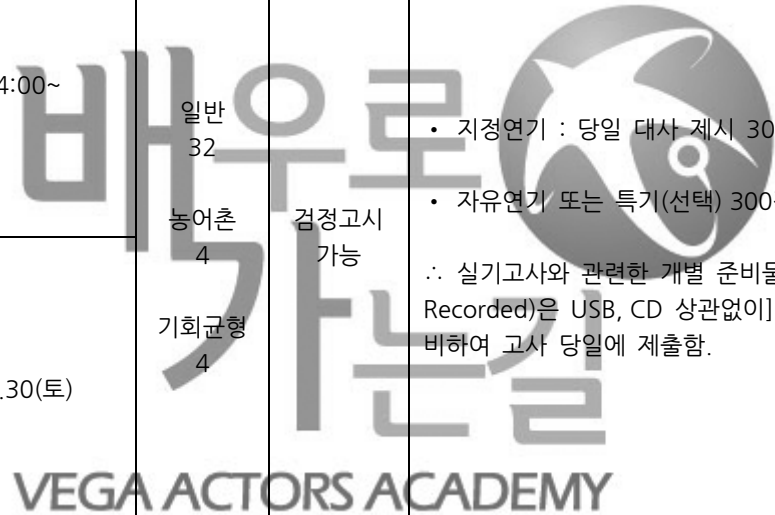 4:00~
일반
32
농어촌
4
기회균형
4
검정고시
가능
• 지정연기 : 당일 대사 제시 30
• 자유연기 또는 특기(선택) 300
∴ 실기고사와 관련한 개별 준비물
Recorded)은 USB, CD 상관없이]
비하여 고사 당일에 제출함.
.30(토)
배우로
가는길
VEGA ACTORS ACADEMY